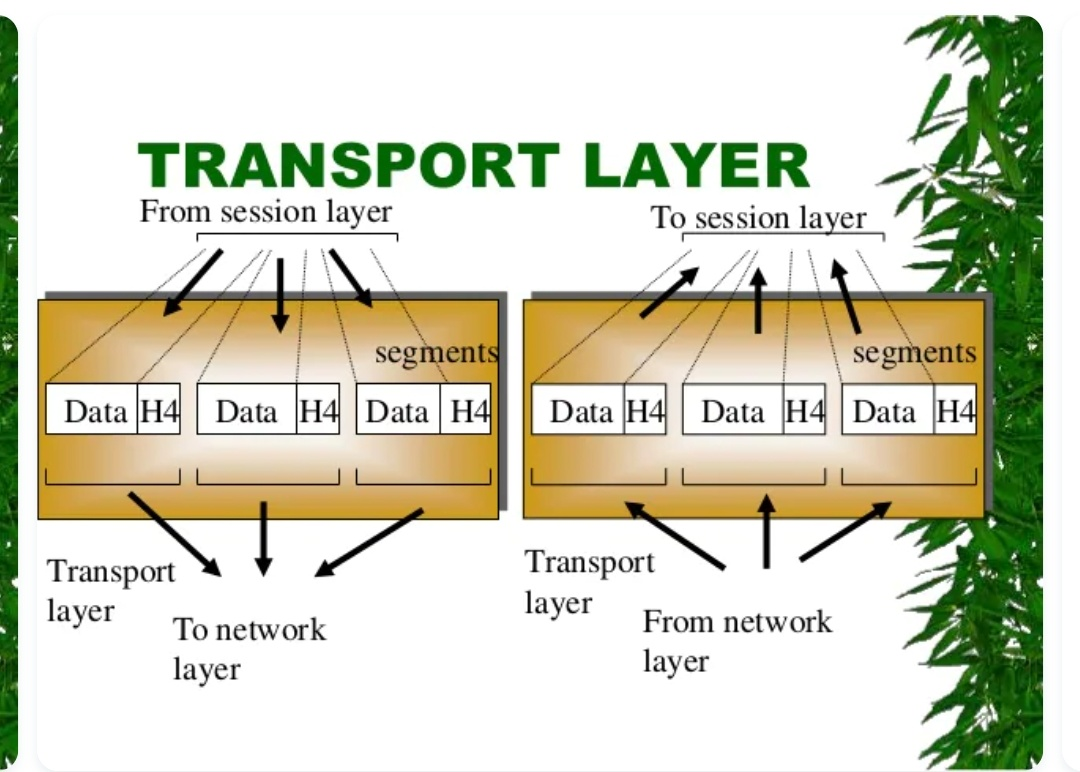 TRANSPORT LAYER
From session layer
To session layer
segments
segments
Data H4 Data H4 Data H4
Data H4 Data H4 Data H4
Transport
layer
To network
layer
Transport
layer
From network
layer